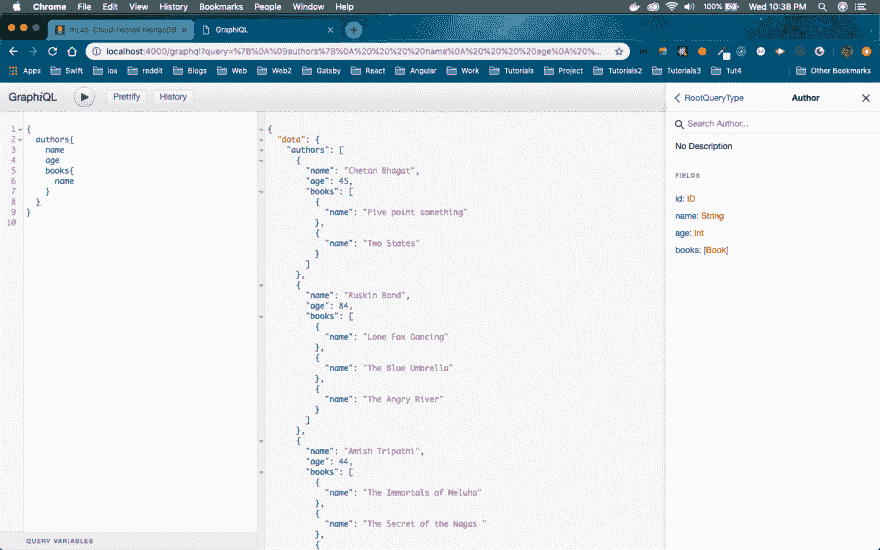 Chrome File Edit View History Bookmarks People Window Help 100% Wed 10:38 PM
mLab: Cloud-hosted MongoDB GraphiQL
localhost:4000/graphql?query=%7B%0A%09authors%7B%0A%20%20%20%20name%0A%20%20%20%20age%0A%20%20...
Apps Swift ios reddit Blogs Web Web2 Gatsby React Angular Work Tutorials Project Tutorials2 Tutorials3 Tut4 Other Bookmarks
GraphiQL Prettify History
1 {
2 authors{
3 name
4 age
5 books{
6 name
7 }
8 }
9 }
10
QUERY VARIABLES
{
"data": {
"authors": [
{
"name": "Chetan Bhagat",
"age": 45,
"books": [
{
"name": "Five point something"
},
{
"name": "Two States"
}
]
},
{
"name": "Ruskin Bond",
"age": 84,
"books": [
{
"name": "Lone Fox Dancing"
},
{
"name": "The Blue Umbrella"
},
{
"name": "The Angry River"
}
]
},
{
"name": "Amish Tripathi",
"age": 44,
"books": [
{
"name": "The Immortals of Meluha"
},
{
"name": "The Secret of the Nagas "
},
{
RootQueryType Author
Search Author...
No Description
FIELDS
id: ID
name: String
age: Int
books: [Book]